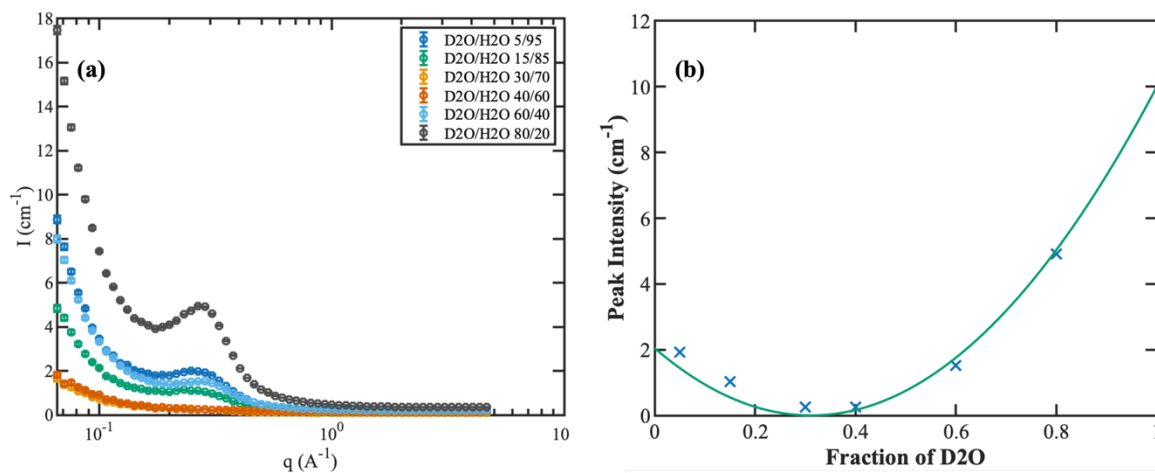 (a)
18
16
14
12
10
8
6
4
2
0
I (cm-1)
10-1
100
10
q (A-1)
D2O/H2O 5/95
D2O/H2O 15/85
D2O/H2O 30/70
D2O/H2O 40/60
D2O/H2O 60/40
D2O/H2O 80/20
(b)
12
10
8
6
4
2
0
Peak Intensity (cm-1)
0
0.2
0.4
0.6
0.8
1
Fraction of D2O